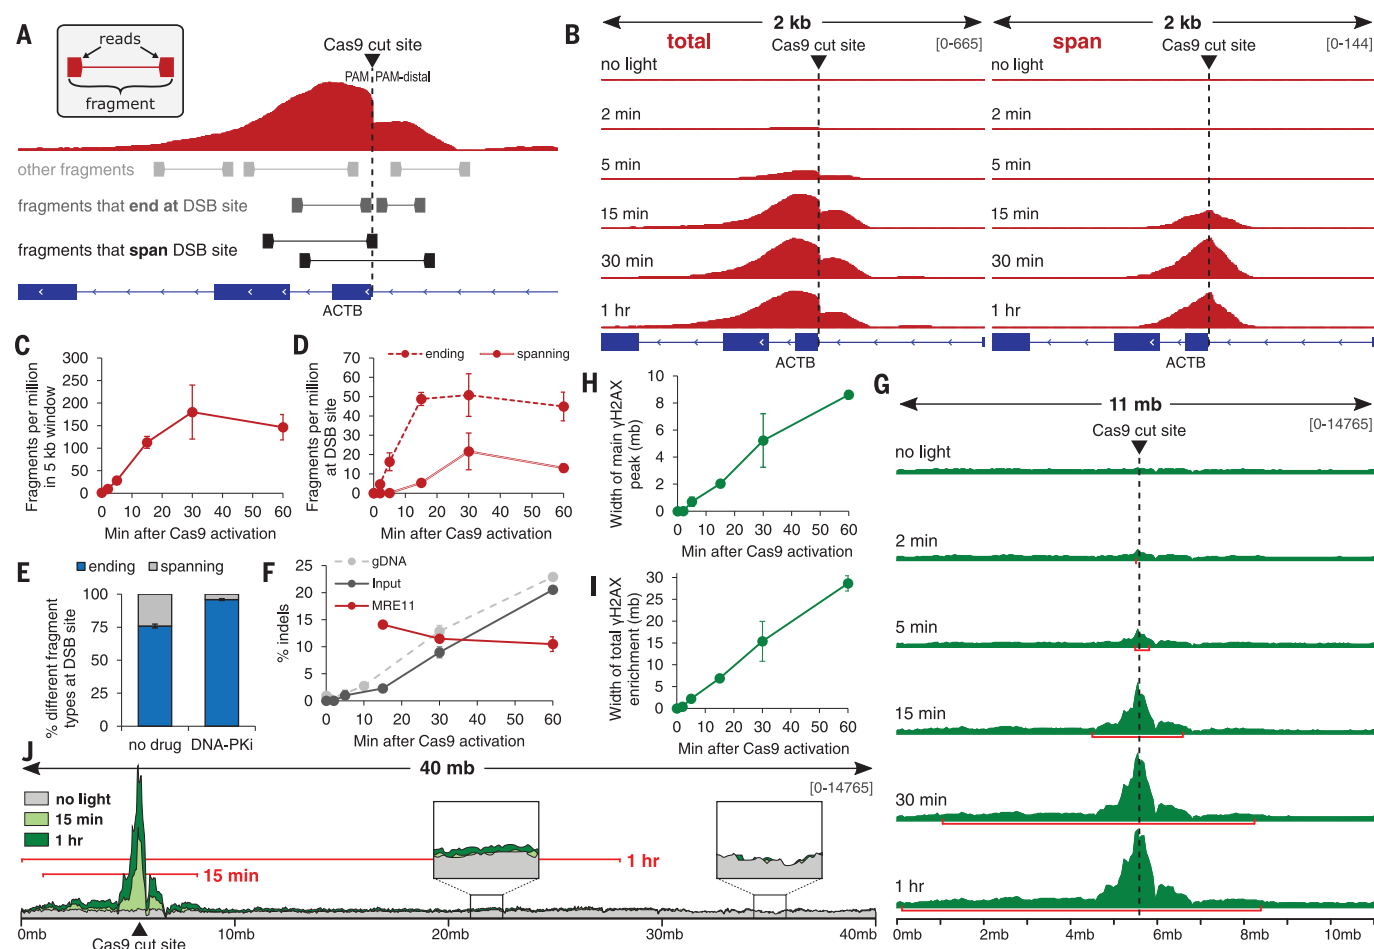 A
reads
fragment
Cas9 cut site
PAM
PAM-distal
other fragments
fragments that end at DSB site
fragments that span DSB site
ACTB
B
2 kb
total
Cas9 cut site
[0-665]
no light
2 min
5 min
15 min
30 min
1 hr
ACTB
2 kb
span
Cas9 cut site
[0-144]
no light
2 min
5 min
15 min
30 min
1 hr
ACTB
C
Fragments per million
in 5 kb window
300
250
200
150
100
50
0
0 10 20 30 40 50 60
Min after Cas9 activation
D
ending
spanning
Fragments per million
at DSB site
70
60
50
40
30
20
10
0
0 10 20 30 40 50 60
Min after Cas9 activation
E
ending
spanning
% different fragment
types at DSB site
100
75
50
25
0
no drug
DNA-PKi
F
gDNA
Input
MRE11
% indels
25
20
15
10
5
0
0 10 20 30 40 50 60
Min after Cas9 activation
H
Width of main γH2AX
peak (mb)
10
8
6
4
2
0
0 10 20 30 40 50 60
Min after Cas9 activation
I
Width of total γH2AX
enrichment (mb)
30
25
20
15
10
5
0
0 10 20 30 40 50 60
Min after Cas9 activation
G
11 mb
Cas9 cut site
[0-14765]
no light
2 min
5 min
15 min
30 min
1 hr
0mb 2mb 4mb 6mb 8mb 10mb
J
40 mb
[0-14765]
no light
15 min
1 hr
1 hr
15 min
0mb 10mb 20mb 30mb 40mb
Cas9 cut site